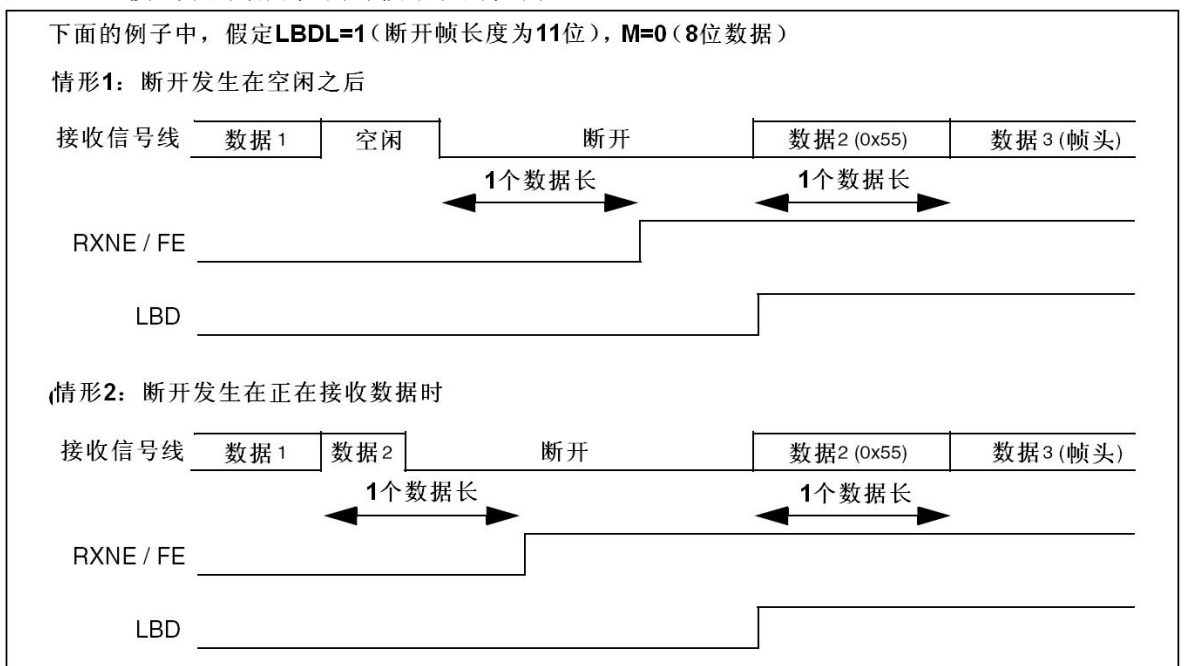 下面的例子中，假定LBDL=1（断开帧长度为11位），M=0（8位数据）
情形1：断开发生在空闲之后
接收信号线 数据1 空闲 断开 数据2 (0x55) 数据3 (帧头)
1个数据长 1个数据长
RXNE / FE
LBD
情形2：断开发生在正在接收数据时
接收信号线 数据1 数据2 断开 数据2 (0x55) 数据3 (帧头)
1个数据长 1个数据长
RXNE / FE
LBD